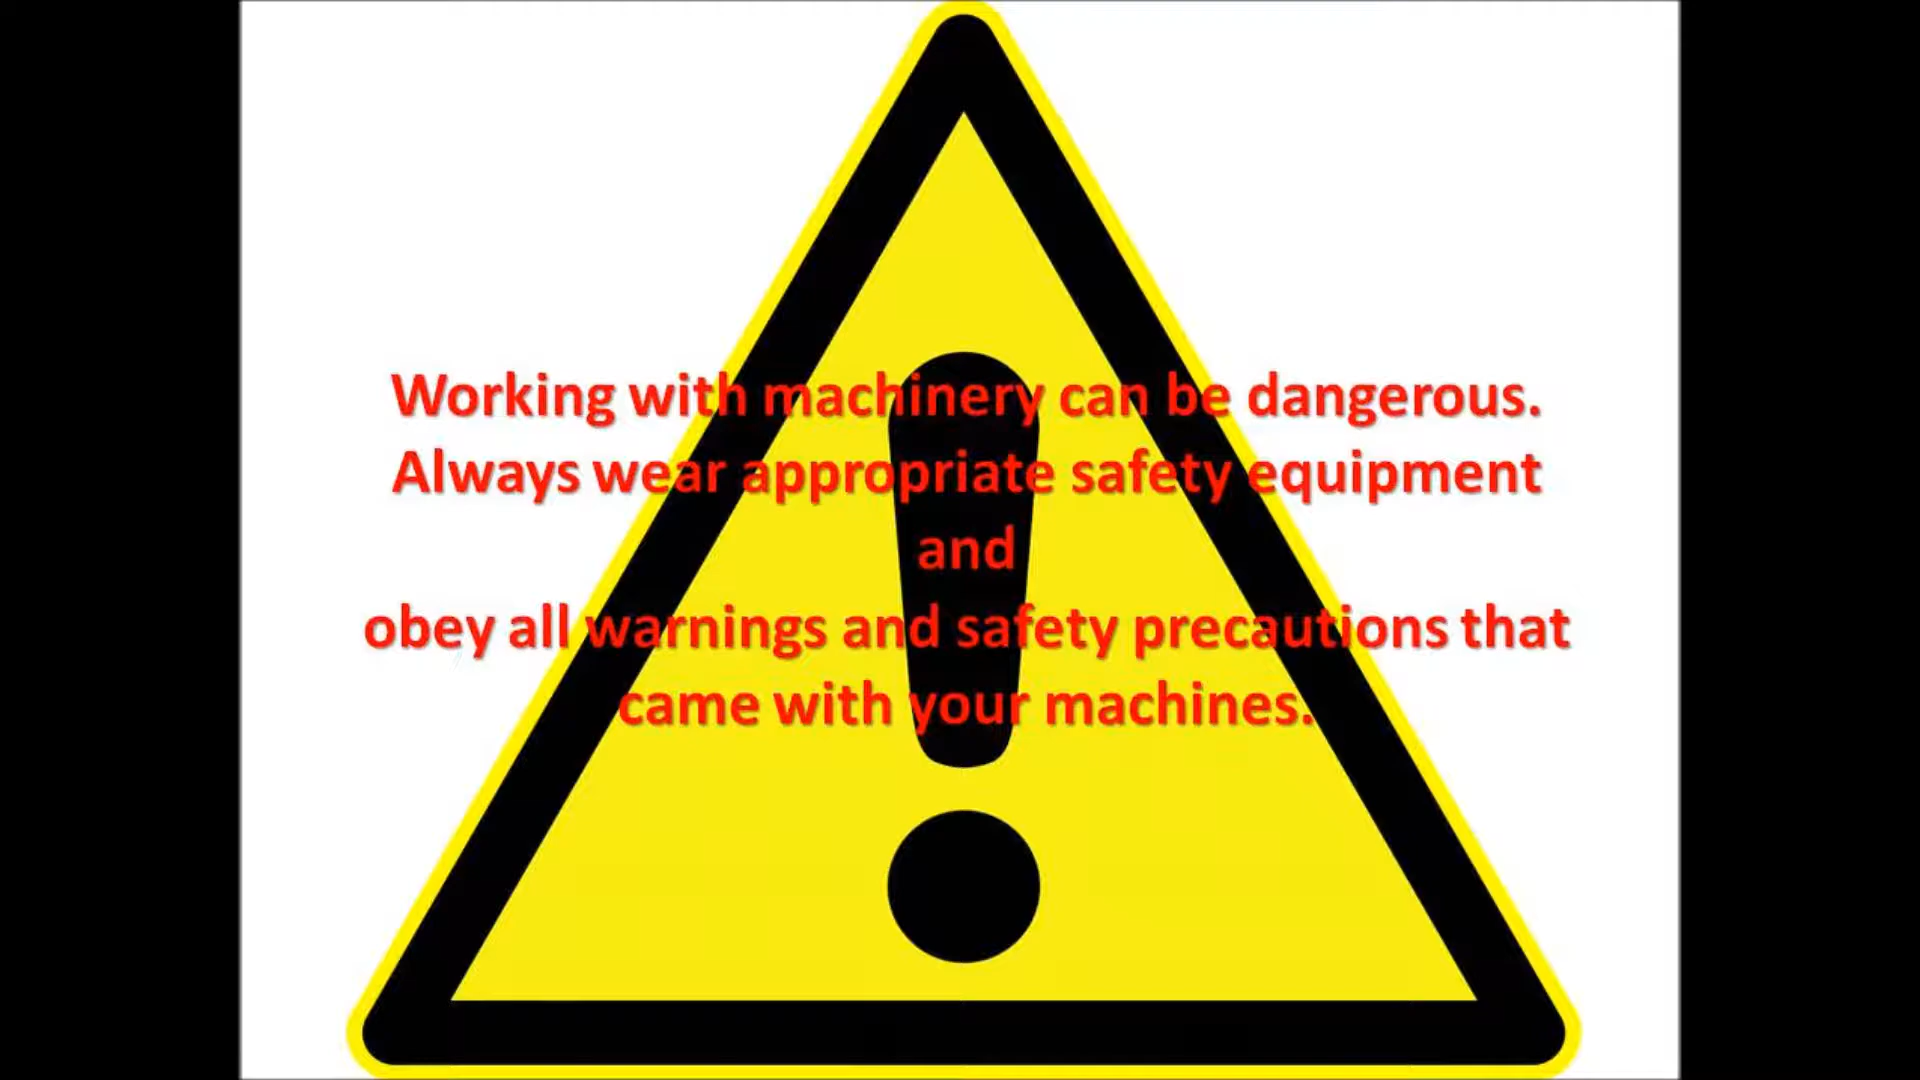 Working with machinery can be dangerous.
Always wear appropriate safety equipment
and
obey all warnings and safety precautions that
came with your machines.